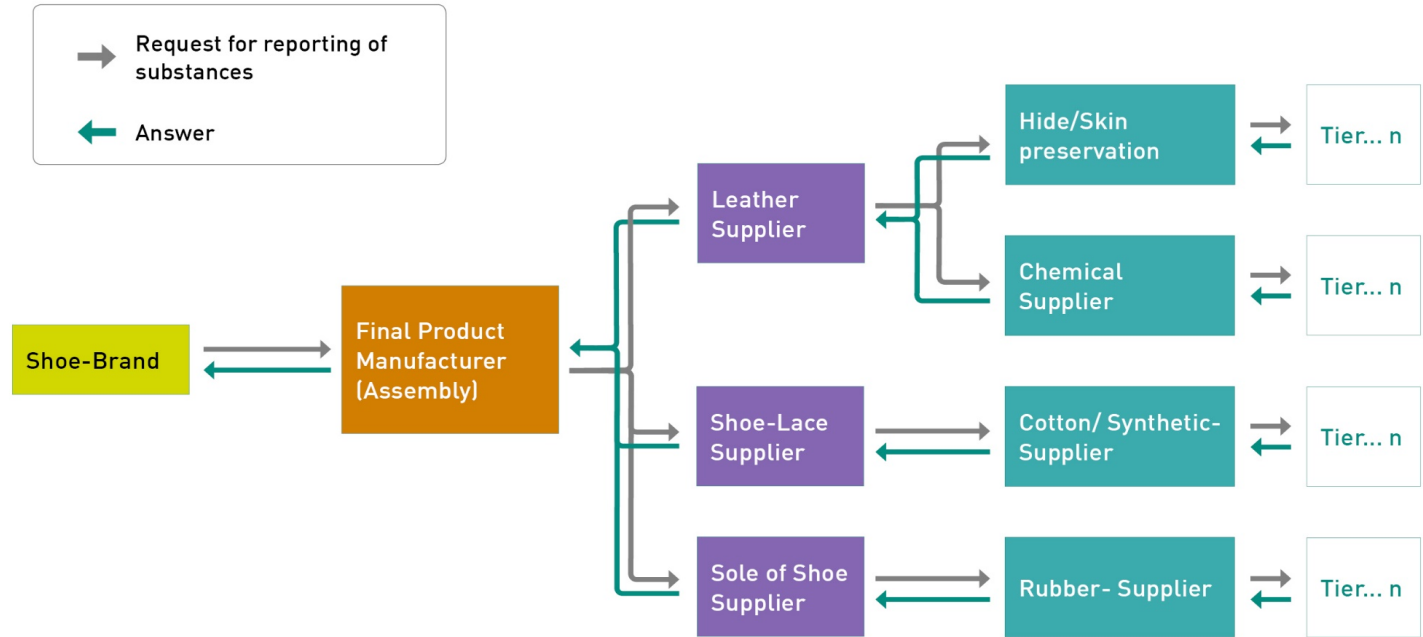 Request for reporting of
substances
Answer
Shoe-Brand
Final Product
Manufacturer
(Assembly)
Leather
Supplier
Shoe-Lace
Supplier
Sole of Shoe
Supplier
Hide/Skin
preservation
Chemical
Supplier
Cotton/ Synthetic-
Supplier
Rubber- Supplier
Tier... n
Tier... n
Tier... n
Tier... n